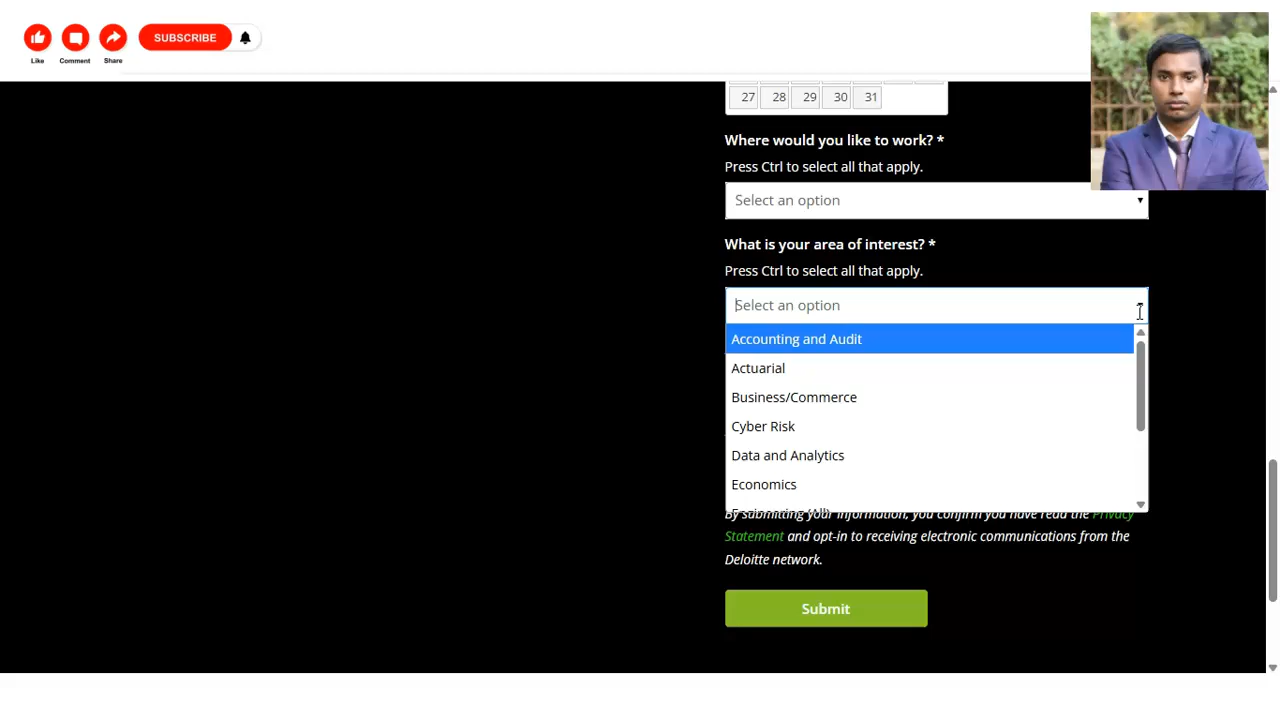 SUBSCRIBE
Like
Comment
Share
27 28 29 30 31
Where would you like to work? *
Press Ctrl to select all that apply.
Select an option
What is your area of interest? *
Press Ctrl to select all that apply.
Select an option
Accounting and Audit
Actuarial
Business/Commerce
Cyber Risk
Data and Analytics
Economics
By submitting your information, you confirm you have read the Privacy
Statement and opt-in to receiving electronic communications from the
Deloitte network.
Submit